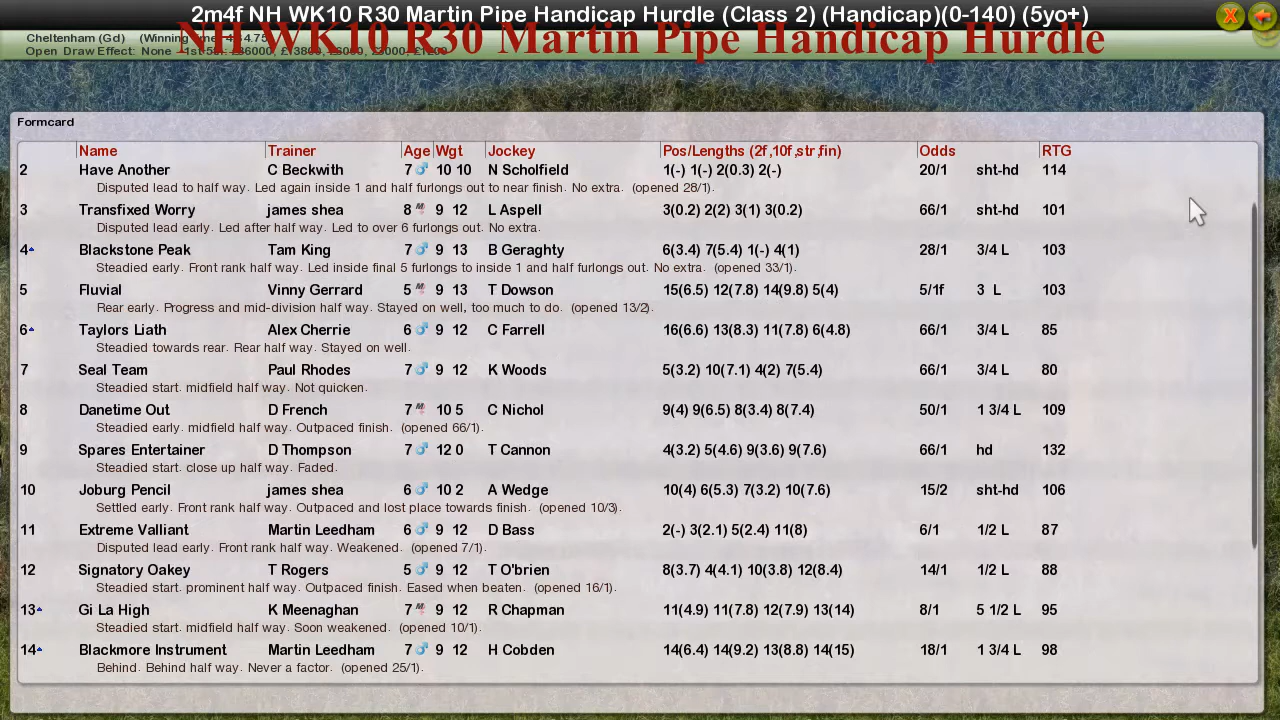 2m4f NH WK10 R30 Martin Pipe Handicap Hurdle (Class 2) (Handicap)(0-140) (5yo+)
NH WK10 R30 Martin Pipe Handicap Hurdle
Cheltenham (Gd) (Winning
Open Draw Effect: None
Formcard
Name Trainer Age Wgt Jockey Pos/Lengths (2f,10f,str,fin) Odds RTG
2 Have Another C Beckwith 7 10 10 N Scholfield 1(-) 1(-) 2(0.3) 2(-) 20/1 sht-hd 114
Disputed lead to half way. Led again inside 1 and half furlongs out to near finish. No extra. (opened 28/1).
3 Transfixed Worry james shea 8 9 12 L Aspell 3(0.2) 2(2) 3(1) 3(0.2) 66/1 sht-hd 101
Disputed lead early. Led after half way. Led to over 6 furlongs out. No extra.
4 Blackstone Peak Tam King 7 9 13 B Geraghty 6(3.4) 7(5.4) 1(-) 4(1) 28/1 3/4 L 103
Steadied early. Front rank half way. Led inside final 5 furlongs to inside 1 and half furlongs out. No extra. (opened 33/1).
5 Fluvial Vinny Gerrard 5 9 13 T Dowson 15(6.5) 12(7.8) 14(9.8) 5(4) 5/1f 3 L 103
Rear early. Progress and mid-division half way. Stayed on well, too much to do. (opened 13/2).
6 Taylors Liath Alex Cherrie 6 9 12 C Farrell 16(6.6) 13(8.3) 11(7.8) 6(4.8) 66/1 3/4 L 85
Steadied towards rear. Rear half way. Stayed on well.
7 Seal Team Paul Rhodes 7 9 12 K Woods 5(3.2) 10(7.1) 4(2) 7(5.4) 66/1 3/4 L 80
Steadied start. midfield half way. Not quicken.
8 Danetime Out D French 7 10 5 C Nichol 9(4) 9(6.5) 8(3.4) 8(7.4) 50/1 1 3/4 L 109
Steadied early. midfield half way. Outpaced finish. (opened 66/1).
9 Spares Entertainer D Thompson 7 12 0 T Cannon 4(3.2) 5(4.6) 9(3.6) 9(7.6) 66/1 hd 132
Steadied start. close up half way. Faded.
10 Joburg Pencil james shea 6 10 2 A Wedge 10(4) 6(5.3) 7(3.2) 10(7.6) 15/2 sht-hd 106
Settled early. Front rank half way. Outpaced and lost place towards finish. (opened 10/3).
11 Extreme Valliant Martin Leedham 6 9 12 D Bass 2(-) 3(2.1) 5(2.4) 11(8) 6/1 1/2 L 87
Disputed lead early. Front rank half way. Weakened. (opened 7/1).
12 Signatory Oakey T Rogers 5 9 12 T O'brien 8(3.7) 4(4.1) 10(3.8) 12(8.4) 14/1 1/2 L 88
Steadied start. prominent half way. Outpaced finish. Eased when beaten. (opened 16/1).
13 Gi La High K Meenaghan 7 9 12 R Chapman 11(4.9) 11(7.8) 12(7.9) 13(14) 8/1 5 1/2 L 95
Steadied start. midfield half way. Soon weakened. (opened 10/1).
14 Blackmore Instrument Martin Leedham 7 9 12 H Cobden 14(6.4) 14(9.2) 13(8.8) 14(15) 18/1 1 3/4 L 98
Behind. Behind half way. Never a factor. (opened 25/1).